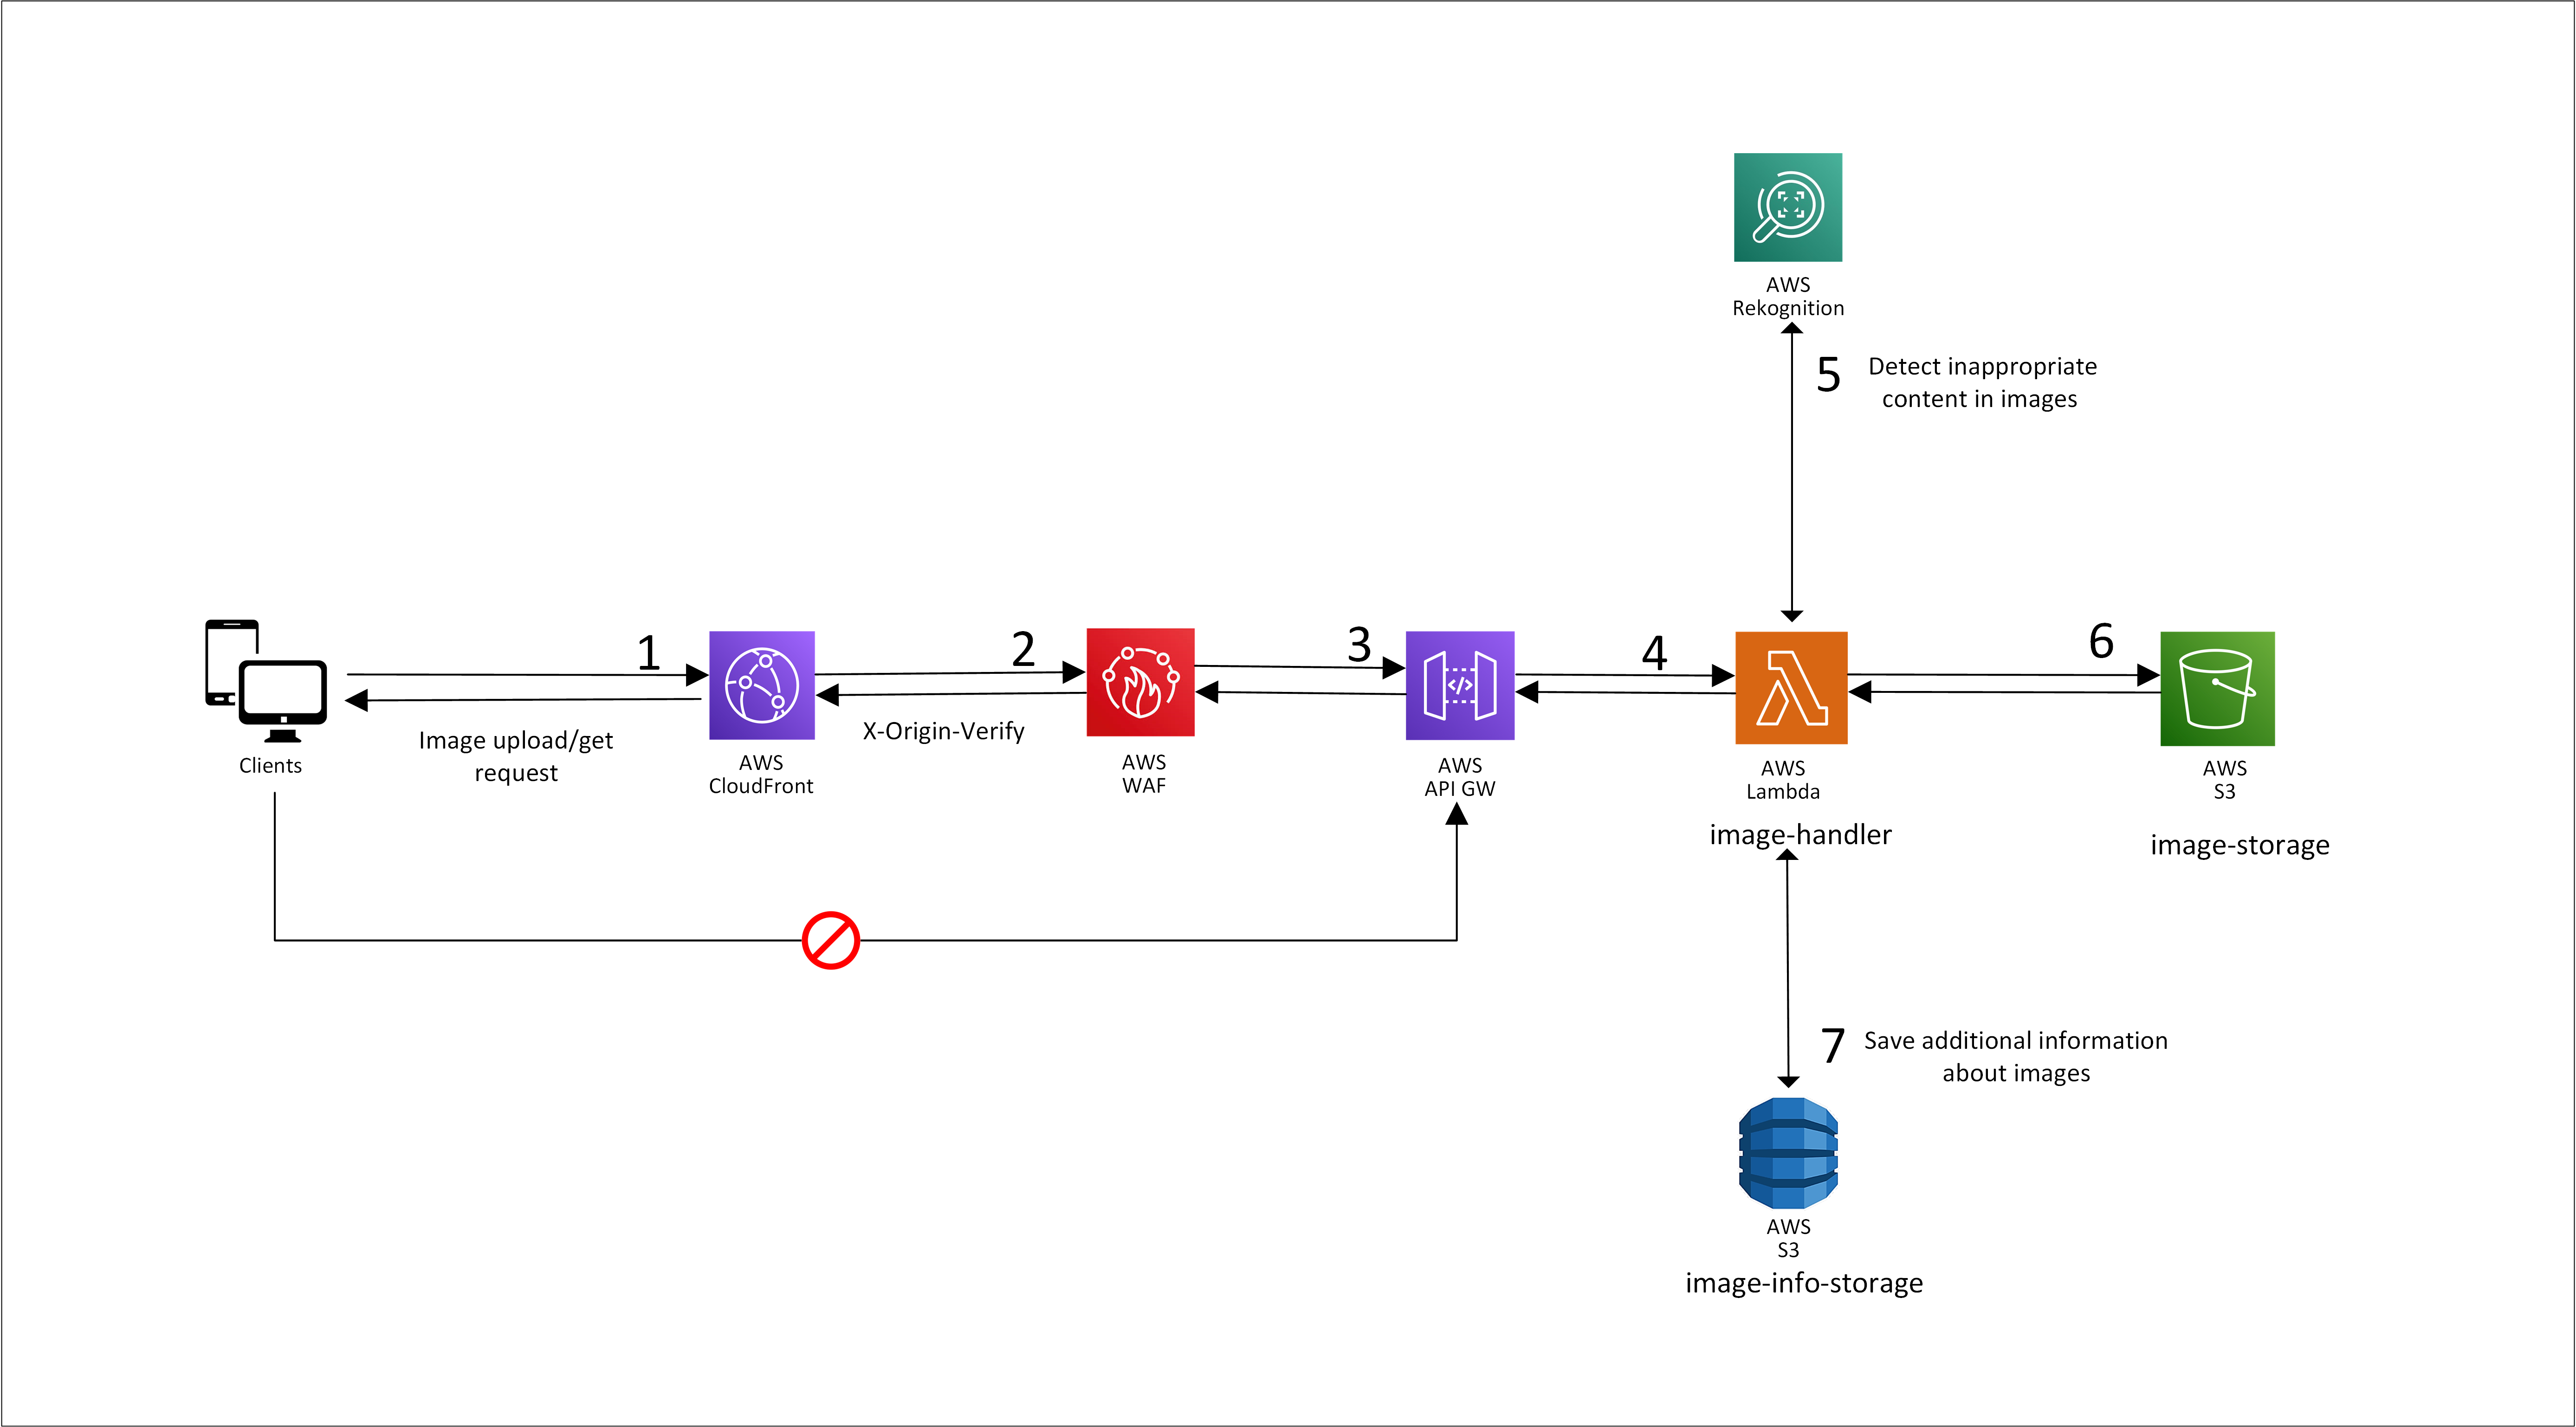 AWS
Rekognition
5
Detect inappropriate
content in images
1
2
3
4
6
Image upload/get
request
X-Origin-Verify
Clients
AWS
CloudFront
AWS
WAF
</>
AWS
API GW
AWS
Lambda
image-handler
AWS
S3
image-storage
7
Save additional information
about images
AWS
S3
image-info-storage